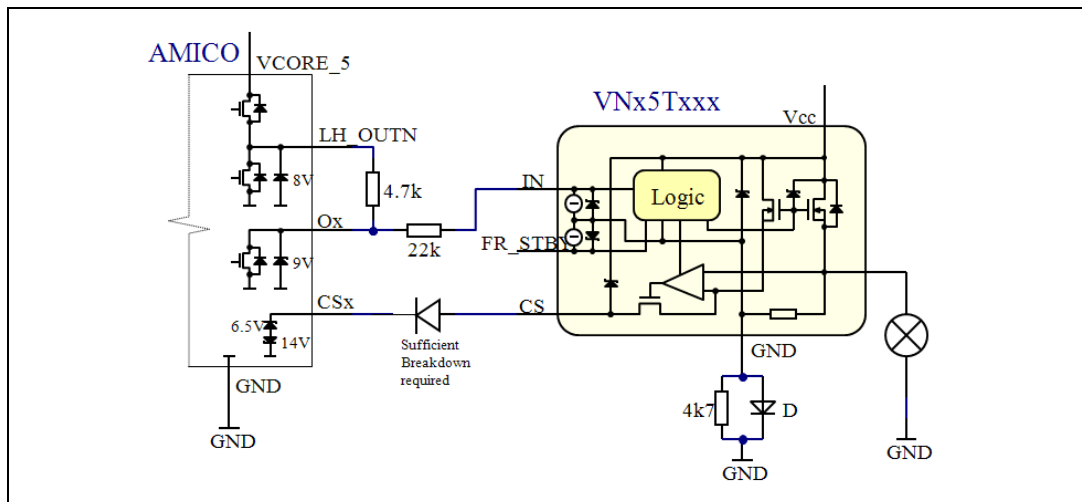 AMICO
VCORE_5
VNx5Txxx
Vcc
LH_OUTN
8V
4.7k
IN
Logic
Ox
22k
FR_STBY
9V
CSx
CS
6.5V
14V
Sufficient
Breakdown
required
GND
GND
4k7
D
GND
GND
GND